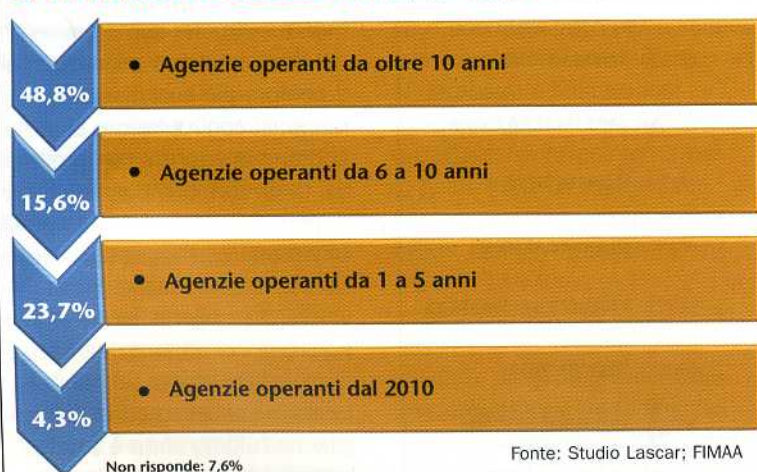 • Agenzie operanti da oltre 10 anni
48,8%
• Agenzie operanti da 6 a 10 anni
15,6%
• Agenzie operanti da 1 a 5 anni
23,7%
• Agenzie operanti dal 2010
4,3%
Non risponde: 7,6%
Fonte: Studio Lascar; FIMAA